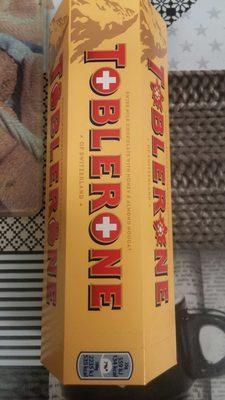 TOBLERONE
SWISS MILK CHOCOLATE WITH HONEY & ALMOND NOUGAT
OF SWITZERLAND
TOBLERONE
TOBLERONE